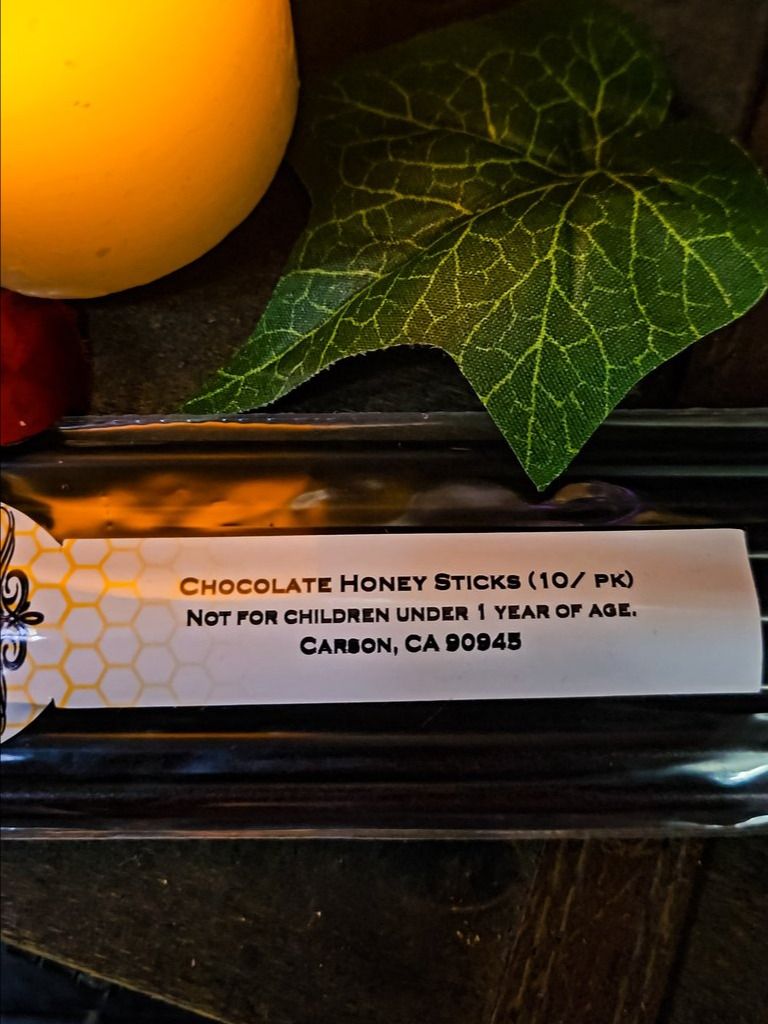 Chocolate Honey Sticks (10/ pk)
Not for children under 1 year of age.
Carson, CA 90945